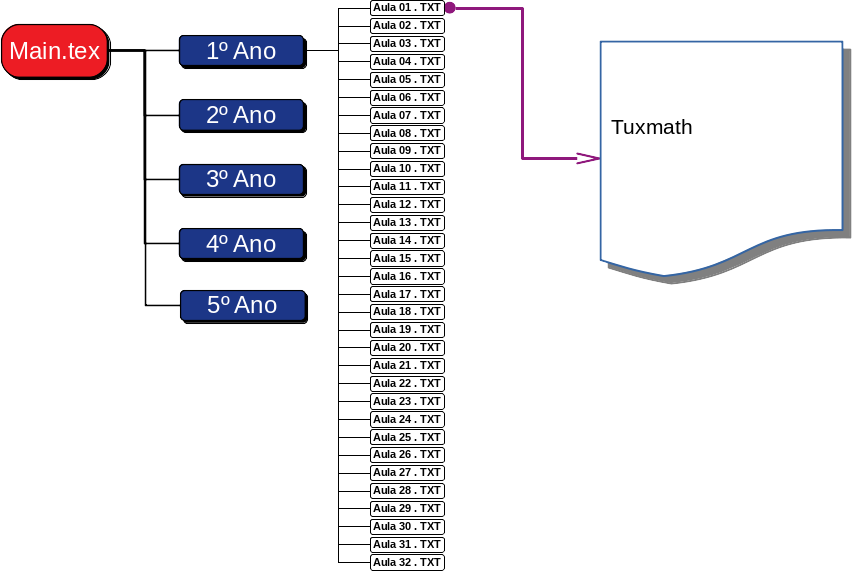 Main.tex
1º Ano
2º Ano
3º Ano
4º Ano
5º Ano
Aula 01 . TXT
Aula 02 . TXT
Aula 03 . TXT
Aula 04 . TXT
Aula 05 . TXT
Aula 06 . TXT
Aula 07 . TXT
Aula 08 . TXT
Aula 09 . TXT
Aula 10 . TXT
Aula 11 . TXT
Aula 12 . TXT
Aula 13 . TXT
Aula 14 . TXT
Aula 15 . TXT
Aula 16 . TXT
Aula 17 . TXT
Aula 18 . TXT
Aula 19 . TXT
Aula 20 . TXT
Aula 21 . TXT
Aula 22 . TXT
Aula 23 . TXT
Aula 24 . TXT
Aula 25 . TXT
Aula 26 . TXT
Aula 27 . TXT
Aula 28 . TXT
Aula 29 . TXT
Aula 30 . TXT
Aula 31 . TXT
Aula 32 . TXT
Tuxmath